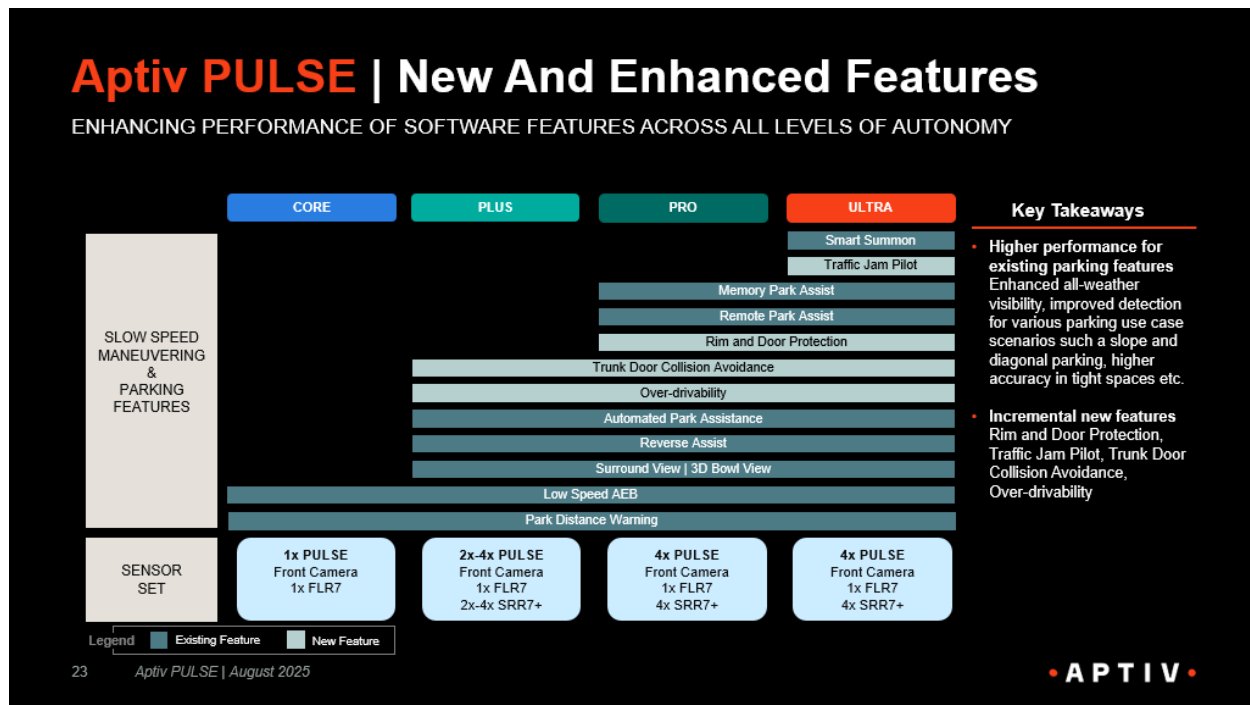 Aptiv PULSE | New And Enhanced Features
ENHANCING PERFORMANCE OF SOFTWARE FEATURES ACROSS ALL LEVELS OF AUTONOMY
CORE
PLUS
PRO
ULTRA
SLOW SPEED
MANEUVERING
&
PARKING
FEATURES
Smart Summon
Traffic Jam Pilot
Memory Park Assist
Remote Park Assist
Rim and Door Protection
Trunk Door Collision Avoidance
Over-drivability
Automated Park Assistance
Reverse Assist
Surround View | 3D Bowl View
Low Speed AEB
Park Distance Warning
SENSOR
SET
1x PULSE
Front Camera
1x FLR7
2x-4x PULSE
Front Camera
1x FLR7
2x-4x SRR7+
4x PULSE
Front Camera
1x FLR7
4x SRR7+
4x PULSE
Front Camera
1x FLR7
4x SRR7+
Legend
Existing Feature
New Feature
Key Takeaways
• Higher performance for
existing parking features
Enhanced all-weather
visibility, improved detection
for various parking use case
scenarios such a slope and
diagonal parking, higher
accuracy in tight spaces etc.
• Incremental new features
Rim and Door Protection,
Traffic Jam Pilot, Trunk Door
Collision Avoidance,
Over-drivability
23
Aptiv PULSE | August 2025
• APTIV •